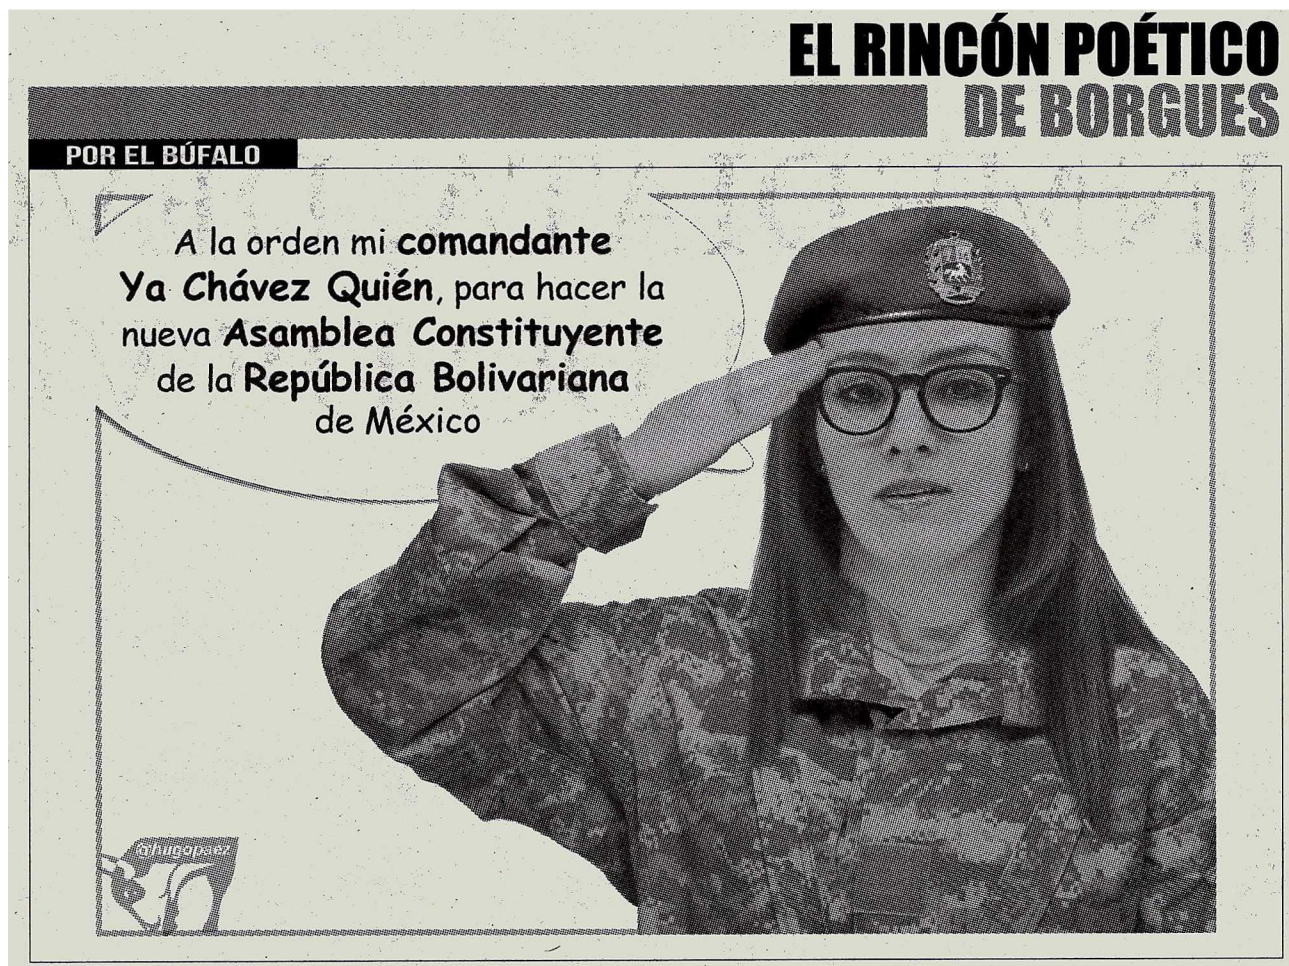 EL RINCÓN POÉTICO
DE BORGUES
POR EL BÚFALO
A la orden mi comandante
Ya Chávez Quién, para hacer la
nueva Asamblea Constituyente
de la República Bolivariana
de México
@hugopaez